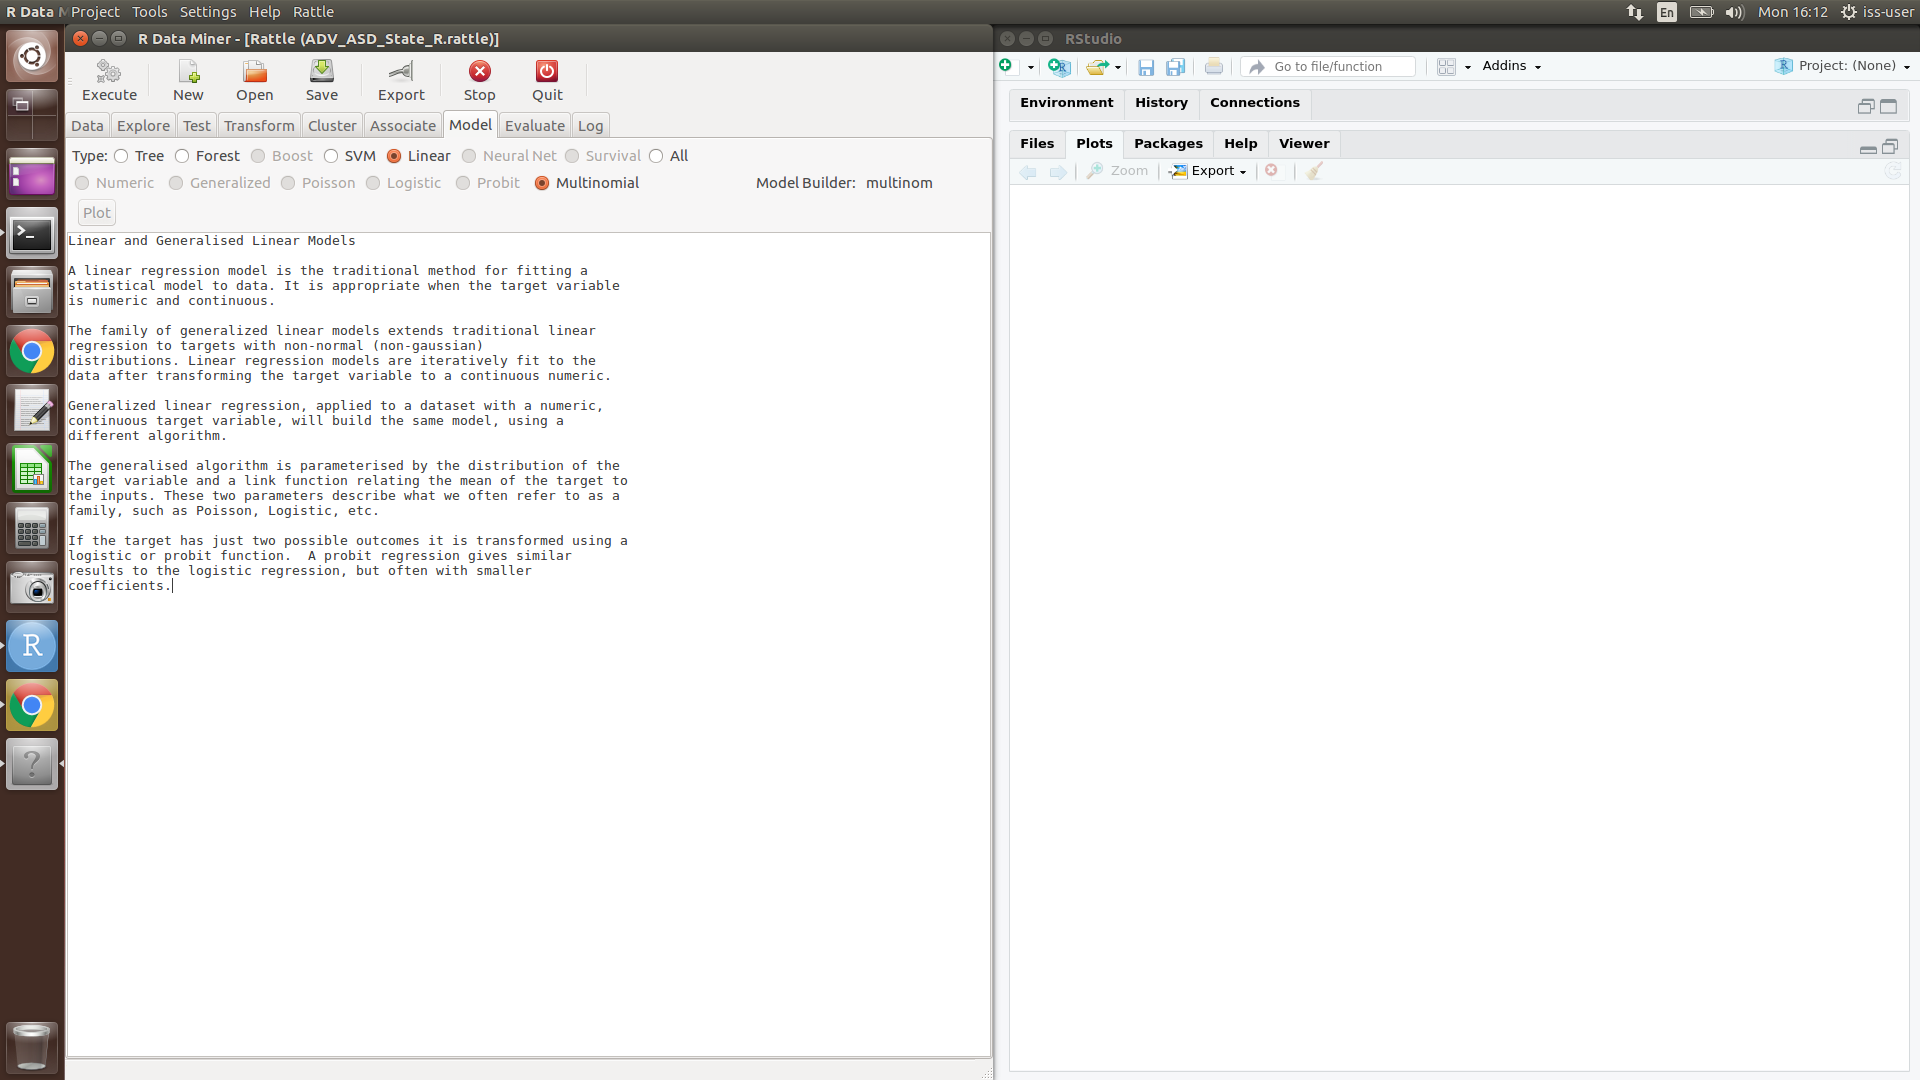 R Data M Project Tools Settings Help Rattle En Mon 16:12 iss-user
R Data Miner - [Rattle (ADV_ASD_State_R.rattle)]
Execute New Open Save Export Stop Quit
Data Explore Test Transform Cluster Associate Model Evaluate Log
Type: Tree Forest Boost SVM Linear Neural Net Survival All
Numeric Generalized Poisson Logistic Probit Multinomial Model Builder: multinom
Plot
Linear and Generalised Linear Models
A linear regression model is the traditional method for fitting a
statistical model to data. It is appropriate when the target variable
is numeric and continuous.
The family of generalized linear models extends traditional linear
regression to targets with non-normal (non-gaussian)
distributions. Linear regression models are iteratively fit to the
data after transforming the target variable to a continuous numeric.
Generalized linear regression, applied to a dataset with a numeric,
continuous target variable, will build the same model, using a
different algorithm.
The generalised algorithm is parameterised by the distribution of the
target variable and a link function relating the mean of the target to
the inputs. These two parameters describe what we often refer to as a
family, such as Poisson, Logistic, etc.
If the target has just two possible outcomes it is transformed using a
logistic or probit function.  A probit regression gives similar
results to the logistic regression, but often with smaller
coefficients.
R
?
RStudio
Go to file/function Addins R Project: (None)
Environment History Connections
Files Plots Packages Help Viewer
Zoom Export